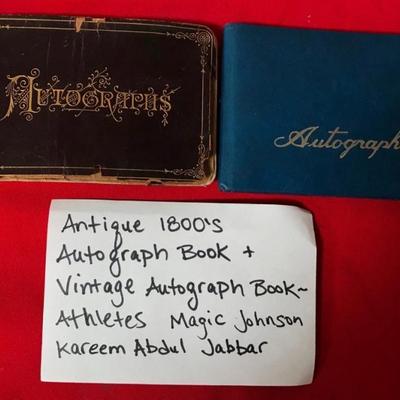 AUTOGRAPHS
Autograph
Antique 1800's
Autograph Book +
Vintage Autograph Book~
Athletes Magic Johnson
Kareem Abdul Jabbar